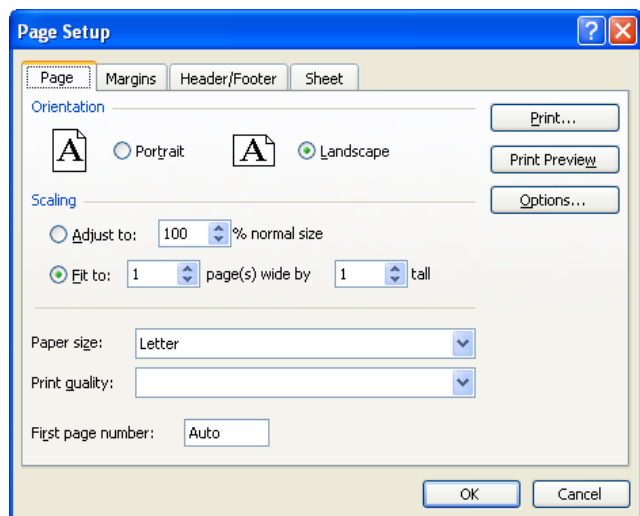 Page Setup
Page Margins Header/Footer Sheet
Orientation
Print...
A Portrait A Landscape
Print Preview
Scaling
Options...
Adjust to: 100 % normal size
Fit to: 1 page(s) wide by 1 tall
Paper size: Letter
Print quality:
First page number: Auto
OK Cancel